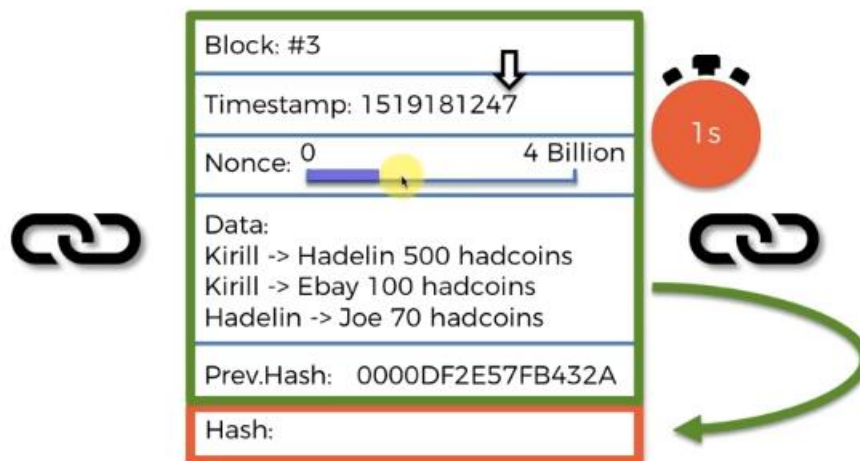 Block: #3
Timestamp: 1519181247
1s
Nonce: 0 4 Billion
Data:
Kirill -> Hadelin 500 hadcoins
Kirill -> Ebay 100 hadcoins
Hadelin -> Joe 70 hadcoins
Prev.Hash: 0000DF2E57FB432A
Hash: